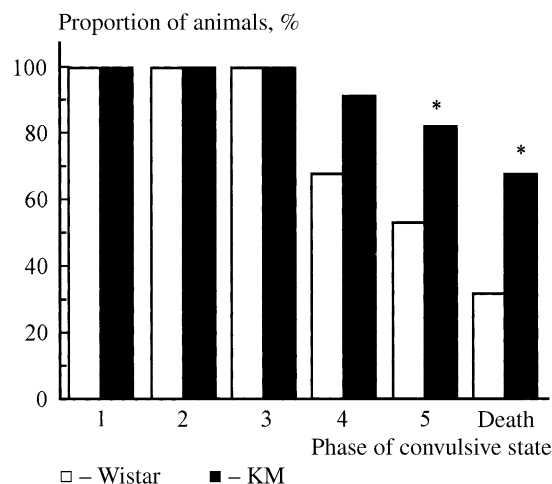 Proportion of animals, %
100
80
60
40
20
0
* *
1 2 3 4 5 Death
Phase of convulsive state
– Wistar – KM